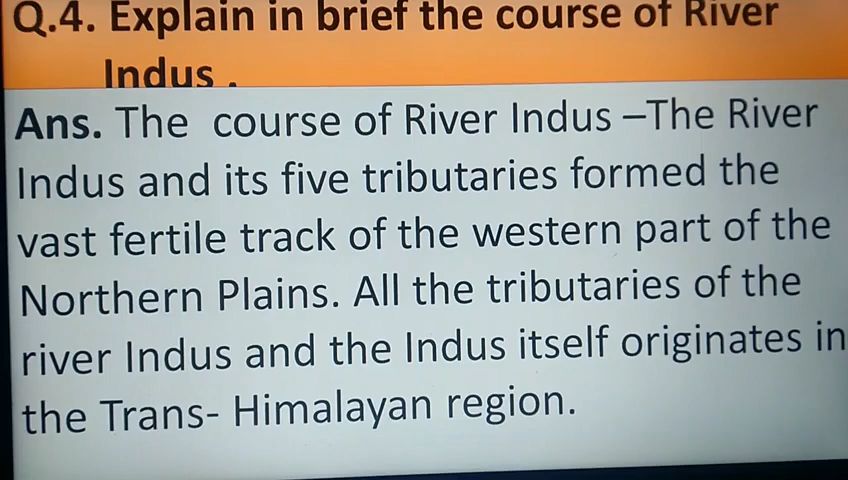 Q.4. Explain in brief the course of River
Indus .
Ans. The course of River Indus –The River
Indus and its five tributaries formed the
vast fertile track of the western part of the
Northern Plains. All the tributaries of the
river Indus and the Indus itself originates in
the Trans- Himalayan region.